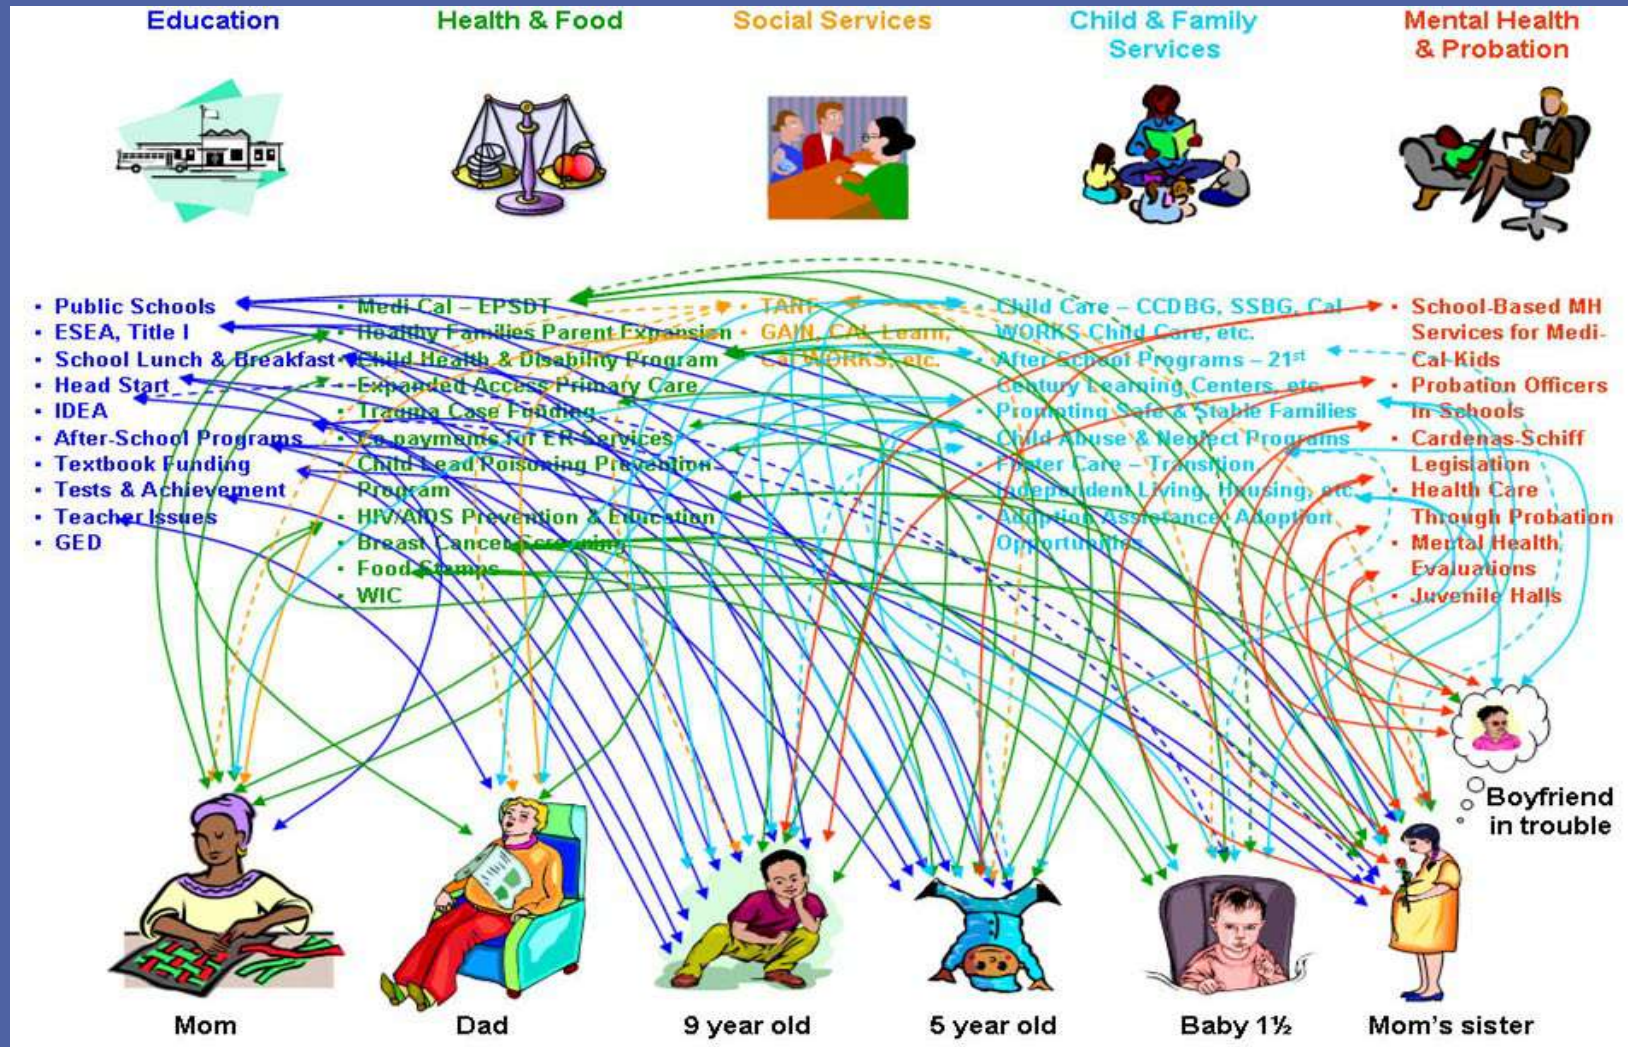 Education
Health & Food
Social Services
Child & Family
Services
Mental Health
& Probation
▪ Public Schools
▪ ESEA, Title I
▪ School Lunch & Breakfast
▪ Head Start
▪ IDEA
▪ After-School Programs
▪ Textbook Funding
▪ Tests & Achievement
▪ Teacher Issues
▪ GED
▪ Medi-Cal – EPSDT
▪ Healthy Families Parent Expansion
▪ Child Health & Disability Program
▪ Expanded Access Primary Care
▪ Trauma Case Funding
▪ Co payments for ER Services
▪ Child Lead Poisoning Prevention
Program
▪ HIV/AIDS Prevention & Education
▪ Breast Cancer Screening
▪ Food Stamps
▪ WIC
▪ TANF
▪ GAIN, CAL Learn,
Cal WORKS, etc.
▪ Child Care – CCDBG, SSBG, Cal
WORKS Child Care, etc.
▪ After School Programs – 21st
Century Learning Centers, etc.
▪ Promoting Safe & Stable Families
▪ Child Abuse & Neglect Programs
▪ Foster Care – Transition,
Independent Living, Housing, etc.
▪ Adoption Assistance, Adoption
Opportunities
▪ School-Based MH
Services for Medi-
Cal Kids
▪ Probation Officers
in Schools
▪ Cardenas-Schiff
Legislation
▪ Health Care
Through Probation
▪ Mental Health
Evaluations
▪ Juvenile Halls
Boyfriend
in trouble
Mom
Dad
9 year old
5 year old
Baby 1½
Mom's sister